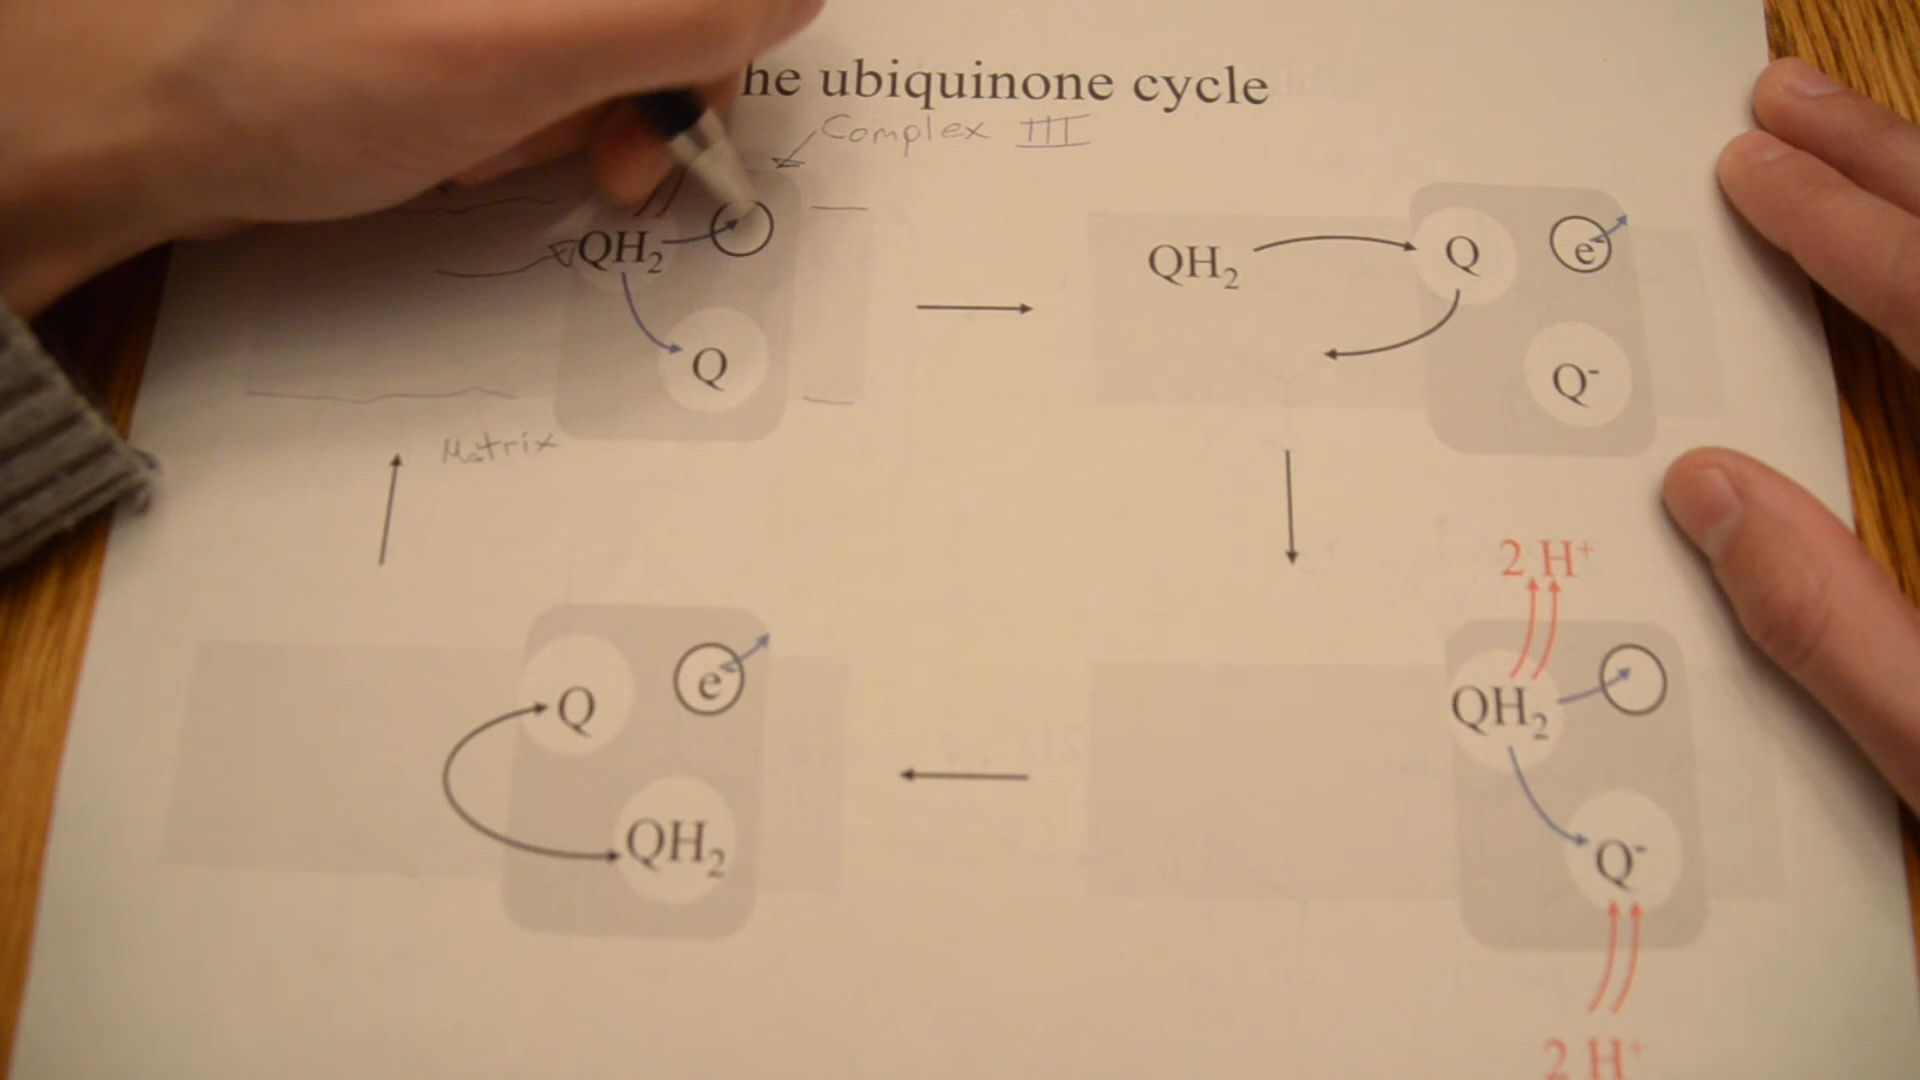 he ubiquinone cycle
Complex III
QH₂
Q
Matrix
QH₂
Q
e⁻
Q⁻
2 H⁺
QH₂
Q⁻
2 H⁺
Q
e⁻
QH₂